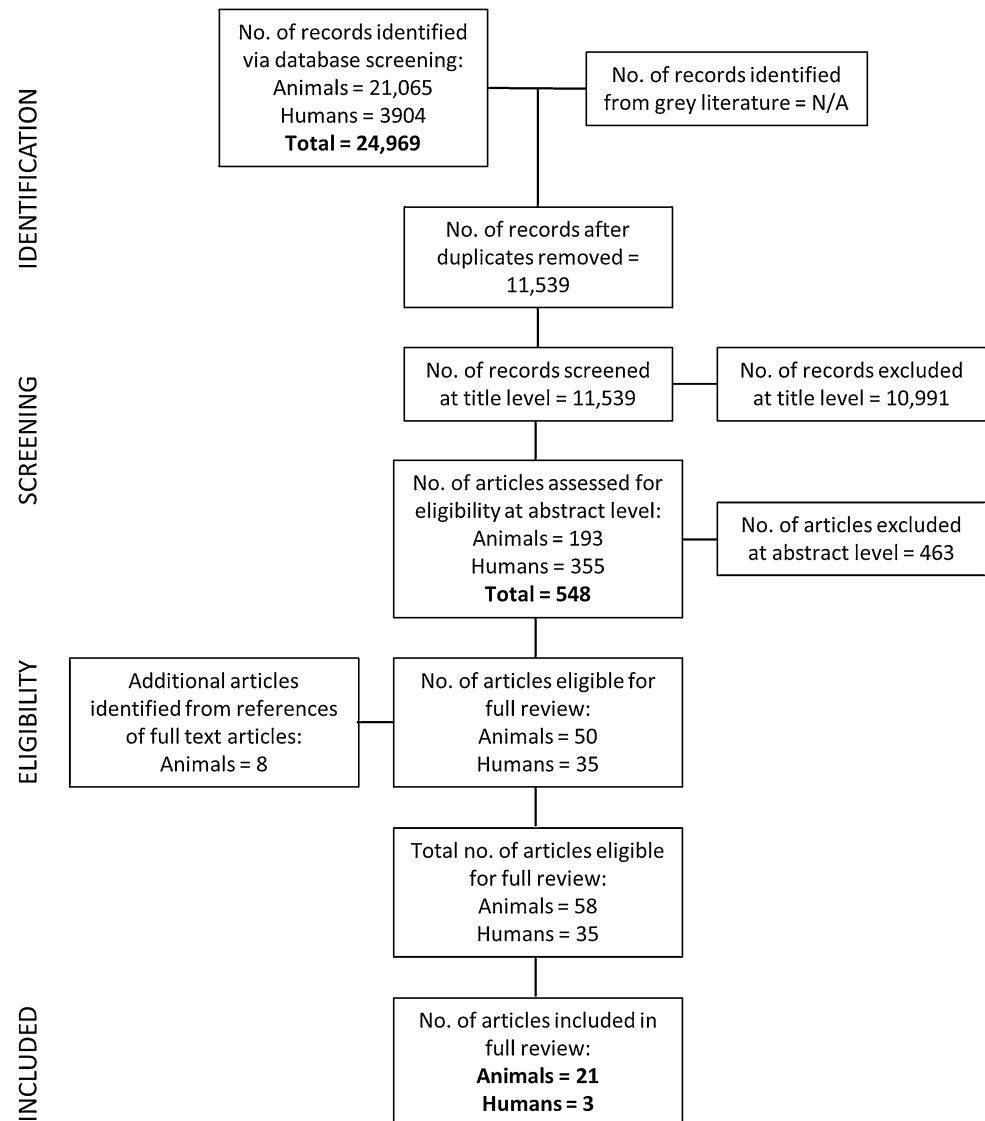 IDENTIFICATION
No. of records identified
via database screening:
Animals = 21,065
Humans = 3904
Total = 24,969
No. of records identified
from grey literature = N/A
No. of records after
duplicates removed =
11,539
SCREENING
No. of records screened
at title level = 11,539
No. of records excluded
at title level = 10,991
No. of articles assessed for
eligibility at abstract level:
Animals = 193
Humans = 355
Total = 548
No. of articles excluded
at abstract level = 463
ELIGIBILITY
Additional articles
identified from references
of full text articles:
Animals = 8
No. of articles eligible for
full review:
Animals = 50
Humans = 35
Total no. of articles eligible
for full review:
Animals = 58
Humans = 35
INCLUDED
No. of articles included in
full review:
Animals = 21
Humans = 3